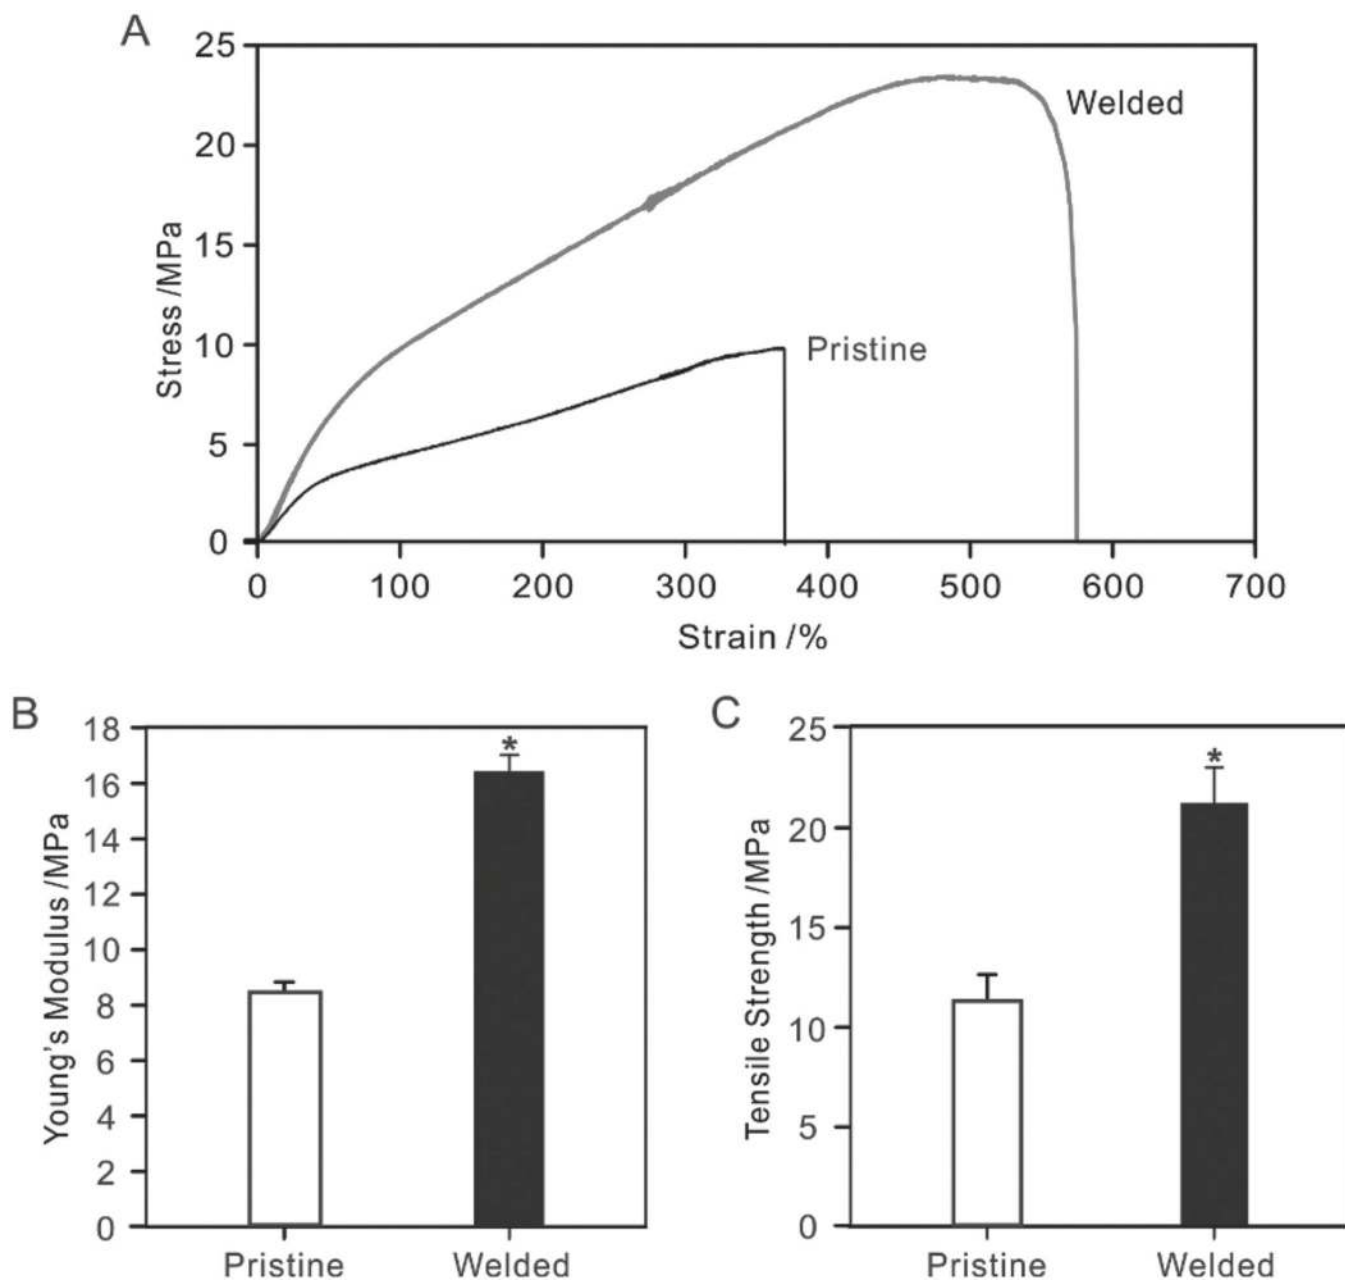 A
25
20
15
10
5
0
Stress /MPa
Welded
Pristine
0 100 200 300 400 500 600 700
Strain /%
B
18
16
14
12
10
8
6
4
2
0
Young's Modulus /MPa
*
Pristine Welded
C
25
20
15
10
5
0
Tensile Strength /MPa
*
Pristine Welded